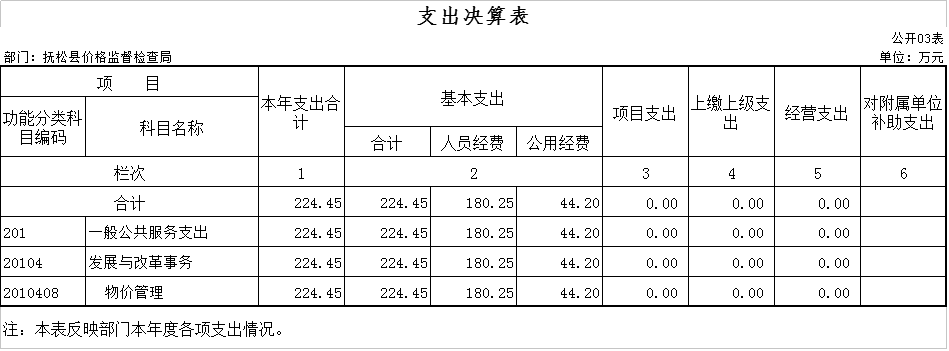 支出决算表
公开03表
部门：抚松县价格监督检查局 单位：万元
项 目 本年支出合计 基本支出 项目支出 上缴上级支出 经营支出 对附属单位补助支出
功能分类科目编码 科目名称 合计 人员经费 公用经费
栏次 1 2 3 4 5 6
合计 224.45 224.45 180.25 44.20 0.00 0.00 0.00
201 一般公共服务支出 224.45 224.45 180.25 44.20 0.00 0.00 0.00
20104 发展与改革事务 224.45 224.45 180.25 44.20 0.00 0.00 0.00
2010408 物价管理 224.45 224.45 180.25 44.20 0.00 0.00 0.00
注：本表反映部门本年度各项支出情况。